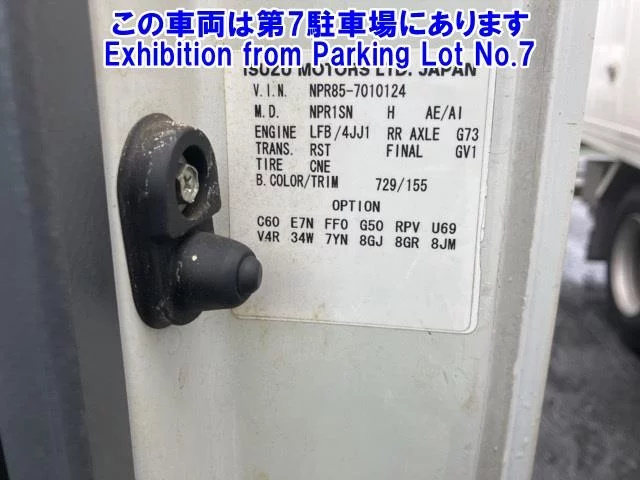 この車両は第7駐車場にあります
Exhibition from Parking Lot No.7
ISUZU MOTORS LTD. JAPAN
V.I.N. NPR85-7010124
M.D. NPR1SN H AE/AI
ENGINE LFB/4JJ1 RR AXLE G73
TRANS. RST FINAL GV1
TIRE CNE
B.COLOR/TRIM 729/155
OPTION
C60 E7N FF0 G50 RPV U69
V4R 34W 7YN 8GJ 8GR 8JM